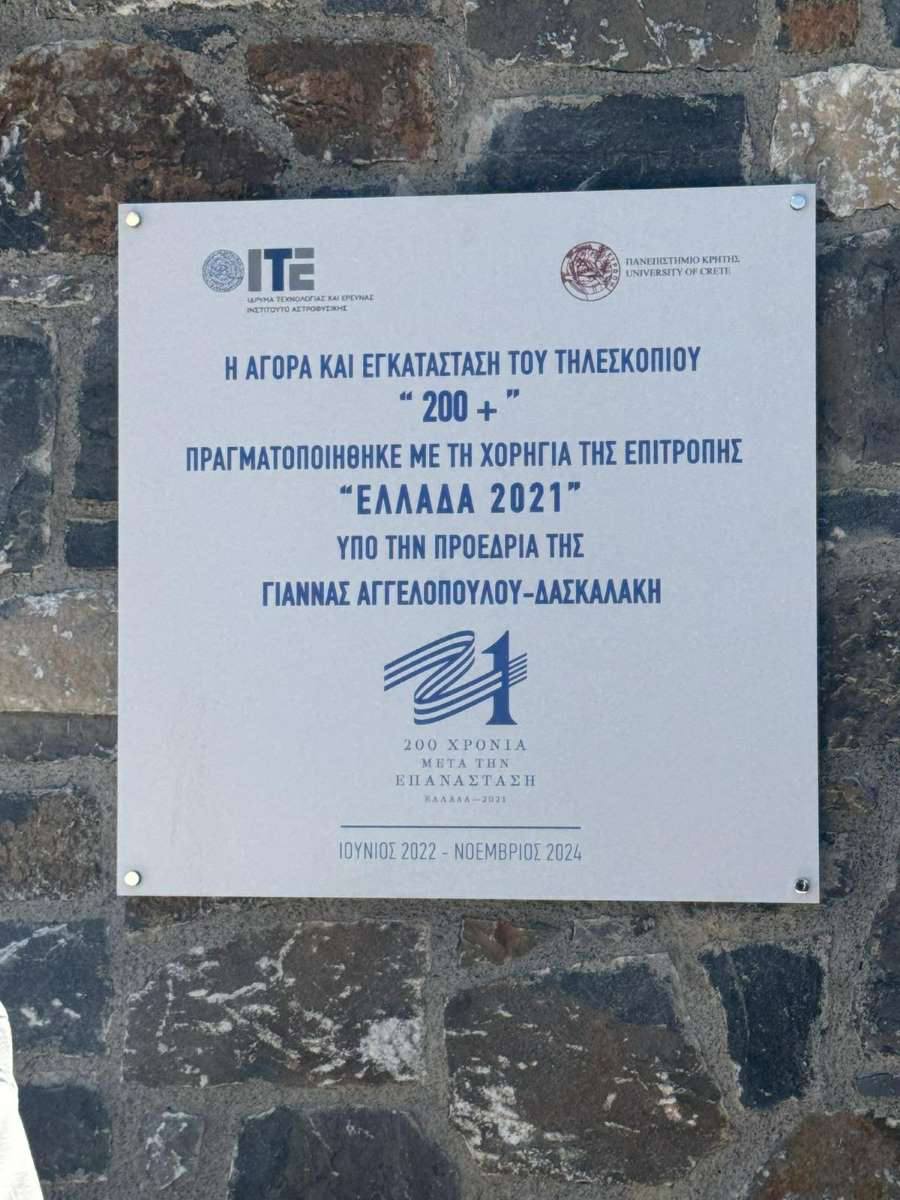 ΙΤΕ
ΙΔΡΥΜΑ ΤΕΧΝΟΛΟΓΙΑΣ ΚΑΙ ΕΡΕΥΝΑΣ
ΙΝΣΤΙΤΟΥΤΟ ΑΣΤΡΟΦΥΣΙΚΗΣ
ΠΑΝΕΠΙΣΤΗΜΙΟ ΚΡΗΤΗΣ
UNIVERSITY OF CRETE
Η ΑΓΟΡΑ ΚΑΙ ΕΓΚΑΤΑΣΤΑΣΗ ΤΟΥ ΤΗΛΕΣΚΟΠΙΟΥ
“ 200 + ”
ΠΡΑΓΜΑΤΟΠΟΙΗΘΗΚΕ ΜΕ ΤΗ ΧΟΡΗΓΙΑ ΤΗΣ ΕΠΙΤΡΟΠΗΣ
“ΕΛΛΑΔΑ 2021”
ΥΠΟ ΤΗΝ ΠΡΟΕΔΡΙΑ ΤΗΣ
ΓΙΑΝΝΑΣ ΑΓΓΕΛΟΠΟΥΛΟΥ-ΔΑΣΚΑΛΑΚΗ
21
200 ΧΡΟΝΙΑ
ΜΕΤΑ ΤΗΝ
ΕΠΑΝΑΣΤΑΣΗ
ΕΛΛΑΔΑ—2021
ΙΟΥΝΙΟΣ 2022 - ΝΟΕΜΒΡΙΟΣ 2024